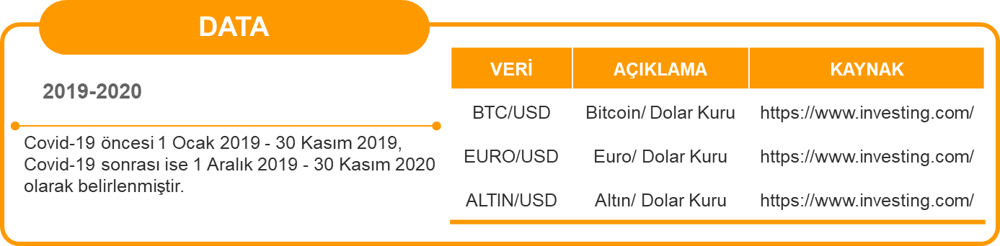 DATA
2019-2020
Covid-19 öncesi 1 Ocak 2019 - 30 Kasım 2019,
Covid-19 sonrası ise 1 Aralık 2019 - 30 Kasım 2020
olarak belirlenmiştir.
VERİ AÇIKLAMA KAYNAK
BTC/USD Bitcoin/ Dolar Kuru https://www.investing.com/
EURO/USD Euro/ Dolar Kuru https://www.investing.com/
ALTIN/USD Altın/ Dolar Kuru https://www.investing.com/